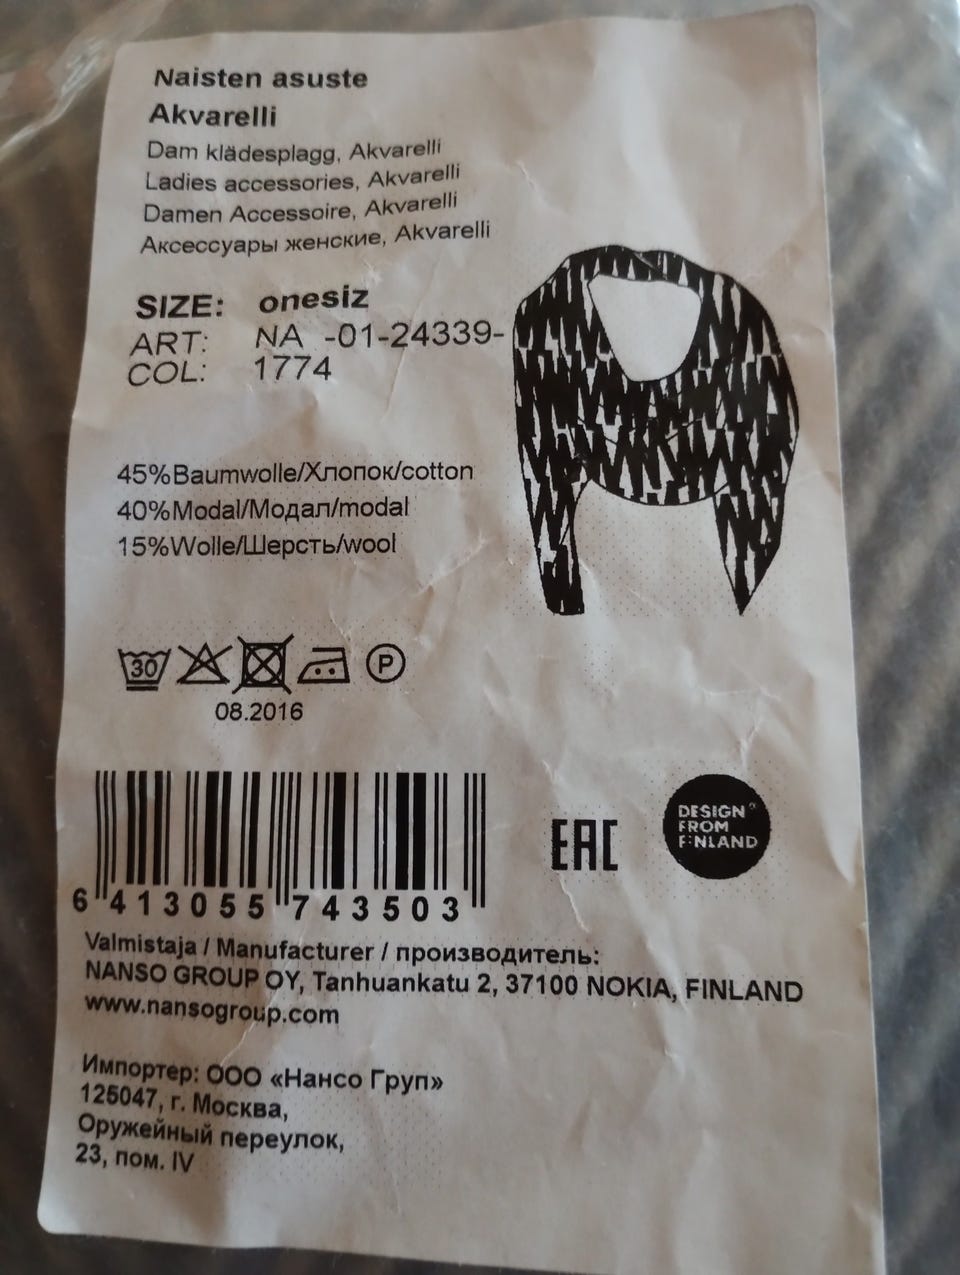 Naisten asuste
Akvarelli
Dam klädesplagg, Akvarelli
Ladies accessories, Akvarelli
Damen Accessoire, Akvarelli
Аксессуары женские, Akvarelli
SIZE: onesiz
ART: NA -01-24339-
COL: 1774
45%Baumwolle/Хлопок/cotton
40%Modal/Модал/modal
15%Wolle/Шерсть/wool
30 P
08.2016
6 413055 743503
EAC
DESIGN®
FROM
FINLAND
Valmistaja / Manufacturer / производитель:
NANSO GROUP OY, Tanhuankatu 2, 37100 NOKIA, FINLAND
www.nansogroup.com
Импортер: ООО «Нансо Груп»
125047, г. Москва,
Оружейный переулок,
23, пом. IV